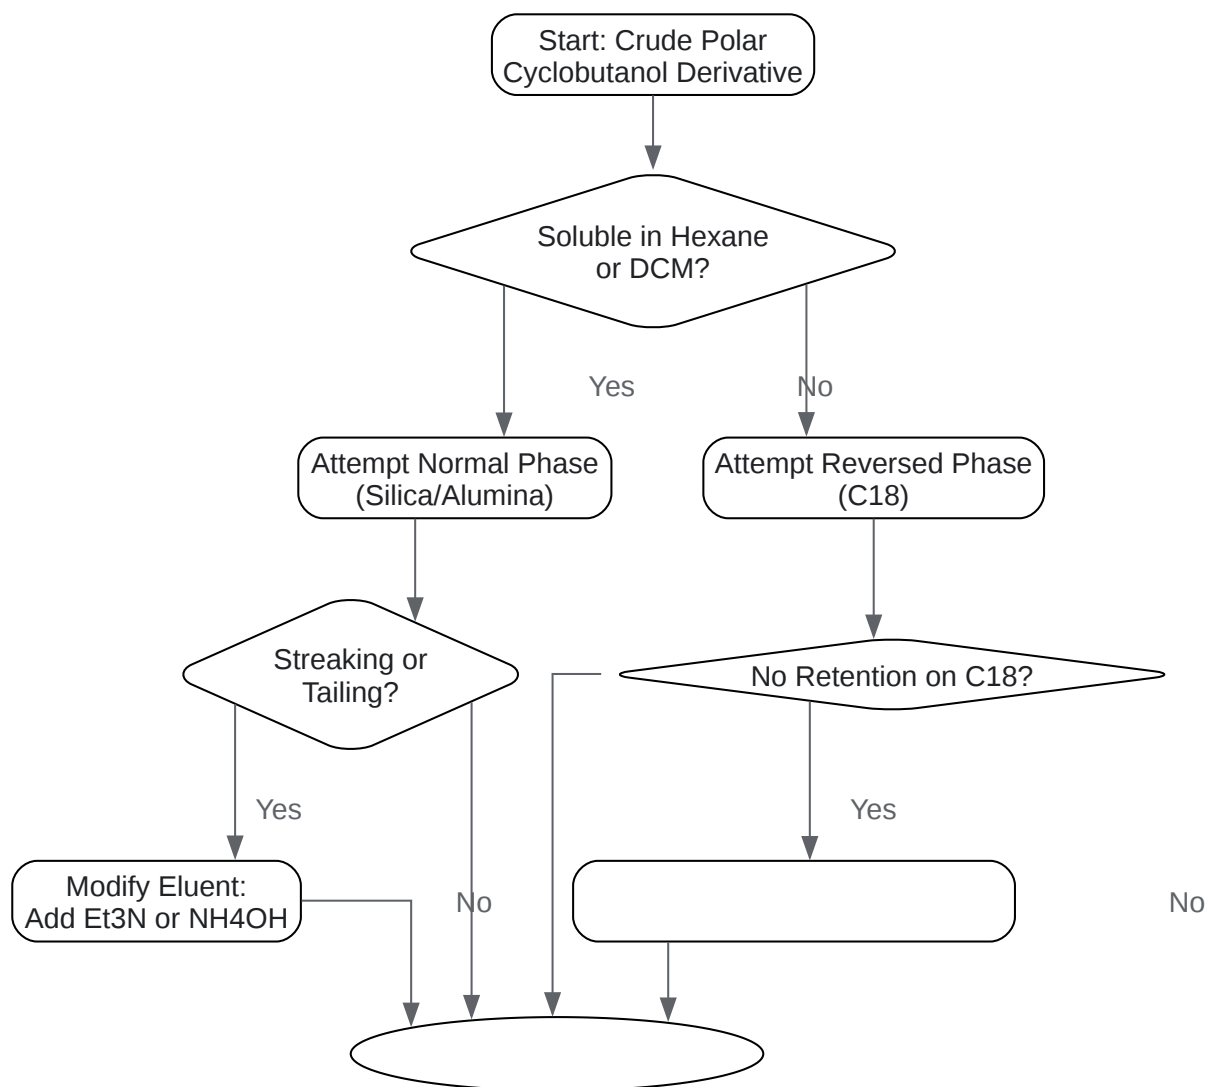 Start: Crude Polar
Cyclobutanol Derivative
Soluble in Hexane
or DCM?
Yes
No
Attempt Normal Phase
(Silica/Alumina)
Attempt Reversed Phase
(C18)
Streaking or
Tailing?
No Retention on C18?
Yes
Yes
Modify Eluent:
Add Et3N or NH4OH
No
No